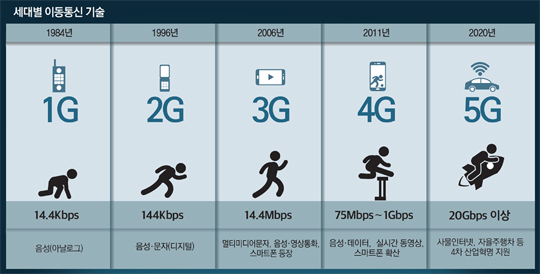 세대별 이동통신 기술
1984년 1996년 2006년 2011년 2020년
1G 2G 3G 4G 5G
14.4Kbps 144Kbps 14.4Mbps 75Mbps~1Gbps 20Gbps 이상
음성(아날로그) 음성·문자(디지털) 멀티미디어문자, 음성·영상통화, 음성·데이터, 실시간 동영상, 사물인터넷, 자율주행차 등
스마트폰 등장 스마트폰 확산 4차 산업혁명 지원